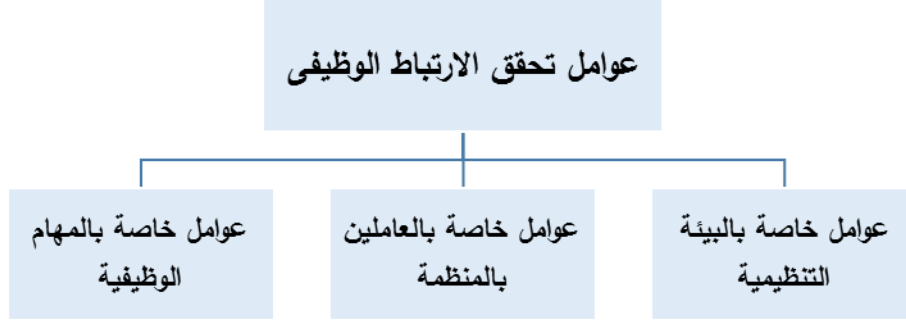 عوامل تحقق الارتباط الوظيفى
عوامل خاصة بالبيئة
التنظيمية
عوامل خاصة بالعاملين
بالمنظمة
عوامل خاصة بالمهام
الوظيفية